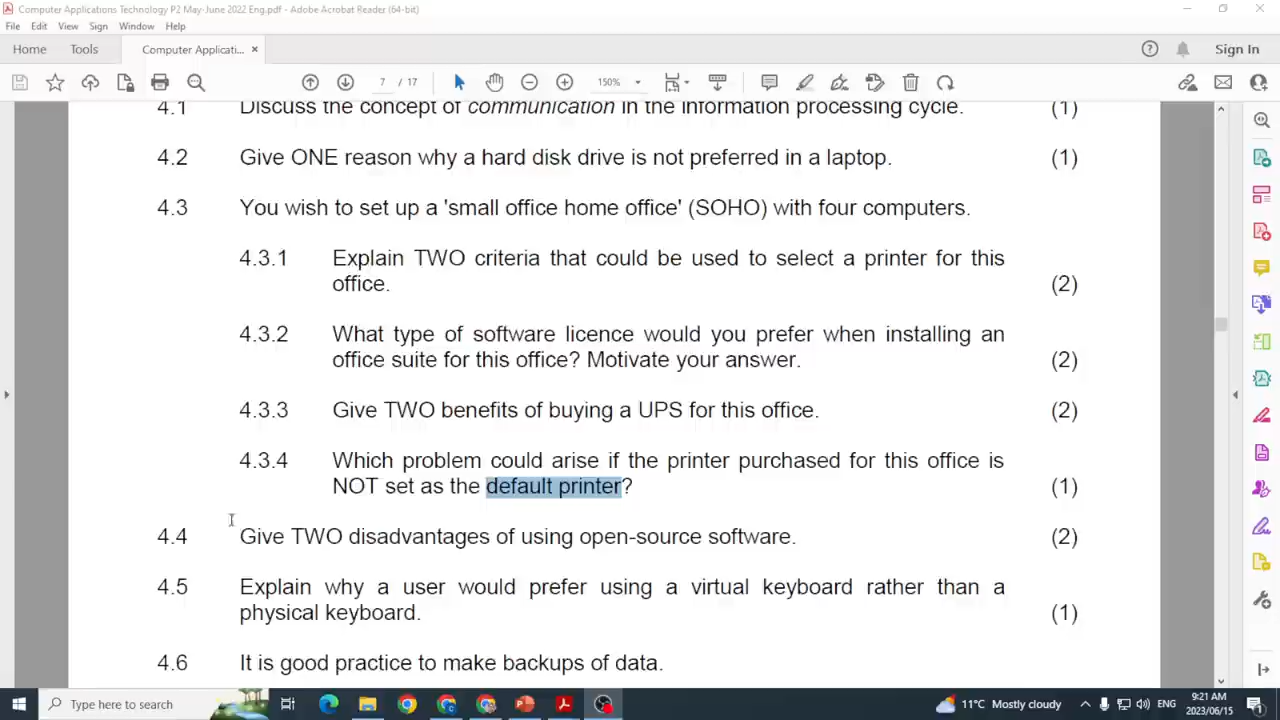 Computer Applications Technology P2 May-June 2022 Eng.pdf - Adobe Acrobat Reader (64-bit)
File Edit View Sign Window Help
Home Tools Computer Applicati... × Sign In
7 / 17 150%
4.1 Discuss the concept of communication in the information processing cycle. (1)
4.2 Give ONE reason why a hard disk drive is not preferred in a laptop. (1)
4.3 You wish to set up a 'small office home office' (SOHO) with four computers.
4.3.1 Explain TWO criteria that could be used to select a printer for this
office. (2)
4.3.2 What type of software licence would you prefer when installing an
office suite for this office? Motivate your answer. (2)
4.3.3 Give TWO benefits of buying a UPS for this office. (2)
4.3.4 Which problem could arise if the printer purchased for this office is
NOT set as the default printer? (1)
4.4 Give TWO disadvantages of using open-source software. (2)
4.5 Explain why a user would prefer using a virtual keyboard rather than a
physical keyboard. (1)
4.6 It is good practice to make backups of data.
Type here to search 11°C Mostly cloudy ENG 9:21 AM
2023/06/15